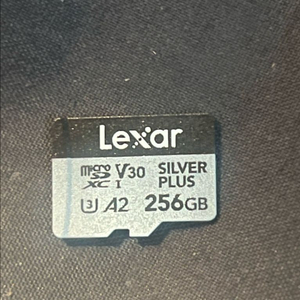 Lexar
micro SD XC I V30 SILVER PLUS
U3 A2 256GB